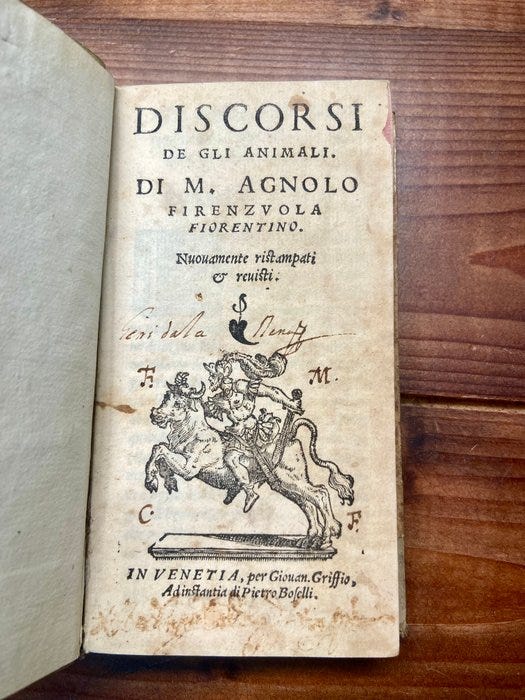 DISCORSI
DE GLI ANIMALI.
DI M. AGNOLO
FIRENZVOLA
FIORENTINO.
Nuouamente ristampati
& reuisti.
F. M.
C. F.
IN VENETIA, per Giouan. Griffio,
Ad instantia di Pietro Boselli.